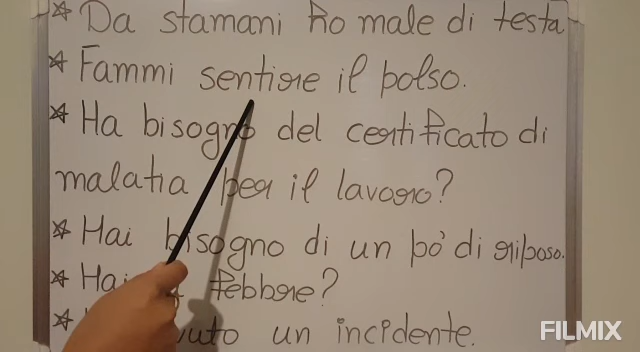 * Da stamani ho male di testa
* Fammi sentire il polso.
* Ha bisogno del certificato di
malatia per il lavoro?
* Hai bisogno di un pò di riposo.
* Hai febbre?
* un incidente.
FILMIX